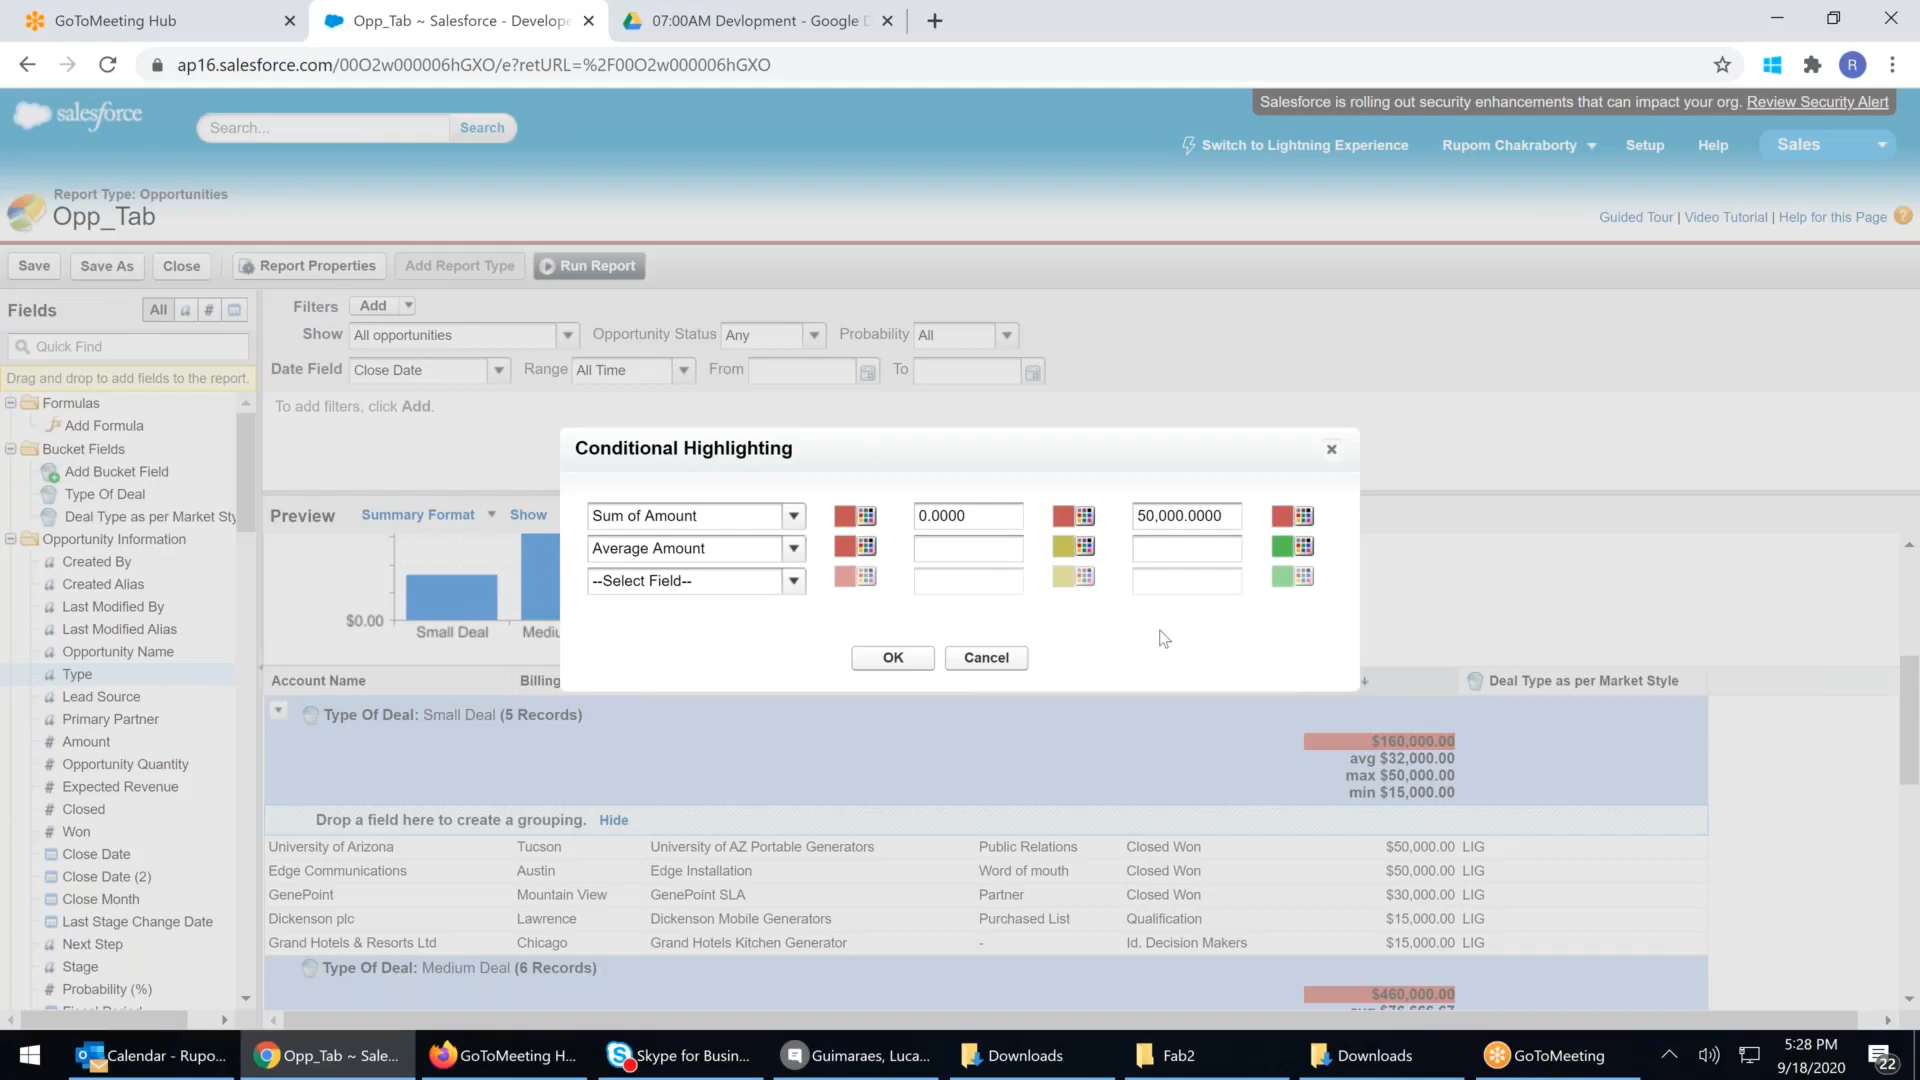 GoToMeeting Hub
Opp_Tab ~ Salesforce - Develope
07:00AM Devlopment - Google D
ap16.salesforce.com/00O2w000006hGXO/e?retURL=%2F00O2w000006hGXO
R
Salesforce is rolling out security enhancements that can impact your org. Review Security Alert
salesforce
Search...
Search
Switch to Lightning Experience
Rupom Chakraborty
Setup
Help
Sales
Report Type: Opportunities
Opp_Tab
Guided Tour | Video Tutorial | Help for this Page
Save
Save As
Close
Report Properties
Add Report Type
Run Report
Fields
All
a
#
Quick Find
Drag and drop to add fields to the report.
Formulas
Add Formula
Bucket Fields
Add Bucket Field
Type Of Deal
Deal Type as per Market Sty
Opportunity Information
a Created By
a Created Alias
a Last Modified By
a Last Modified Alias
a Opportunity Name
a Type
a Lead Source
a Primary Partner
# Amount
# Opportunity Quantity
# Expected Revenue
# Closed
# Won
Close Date
Close Date (2)
Close Month
Last Stage Change Date
a Next Step
a Stage
# Probability (%)
Filters
Add
Show
All opportunities
Opportunity Status
Any
Probability
All
Date Field
Close Date
Range
All Time
From
To
To add filters, click Add.
Preview
Summary Format
Show
$0.00
Small Deal
Mediu
Conditional Highlighting
Sum of Amount
0.0000
50,000.0000
Average Amount
--Select Field--
OK
Cancel
Account Name
Billing
Deal Type as per Market Style
Type Of Deal: Small Deal (5 Records)
$160,000.00
avg $32,000.00
max $50,000.00
min $15,000.00
Drop a field here to create a grouping. Hide
University of Arizona Tucson University of AZ Portable Generators Public Relations Closed Won $50,000.00 LIG
Edge Communications Austin Edge Installation Word of mouth Closed Won $50,000.00 LIG
GenePoint Mountain View GenePoint SLA Partner Closed Won $30,000.00 LIG
Dickenson plc Lawrence Dickenson Mobile Generators Purchased List Qualification $15,000.00 LIG
Grand Hotels & Resorts Ltd Chicago Grand Hotels Kitchen Generator - Id. Decision Makers $15,000.00 LIG
Type Of Deal: Medium Deal (6 Records)
$460,000.00
Calendar - Rupo...
Opp_Tab ~ Sale...
GoToMeeting H...
Skype for Busin...
Guimaraes, Luca...
Downloads
Fab2
Downloads
GoToMeeting
5:28 PM
9/18/2020
22